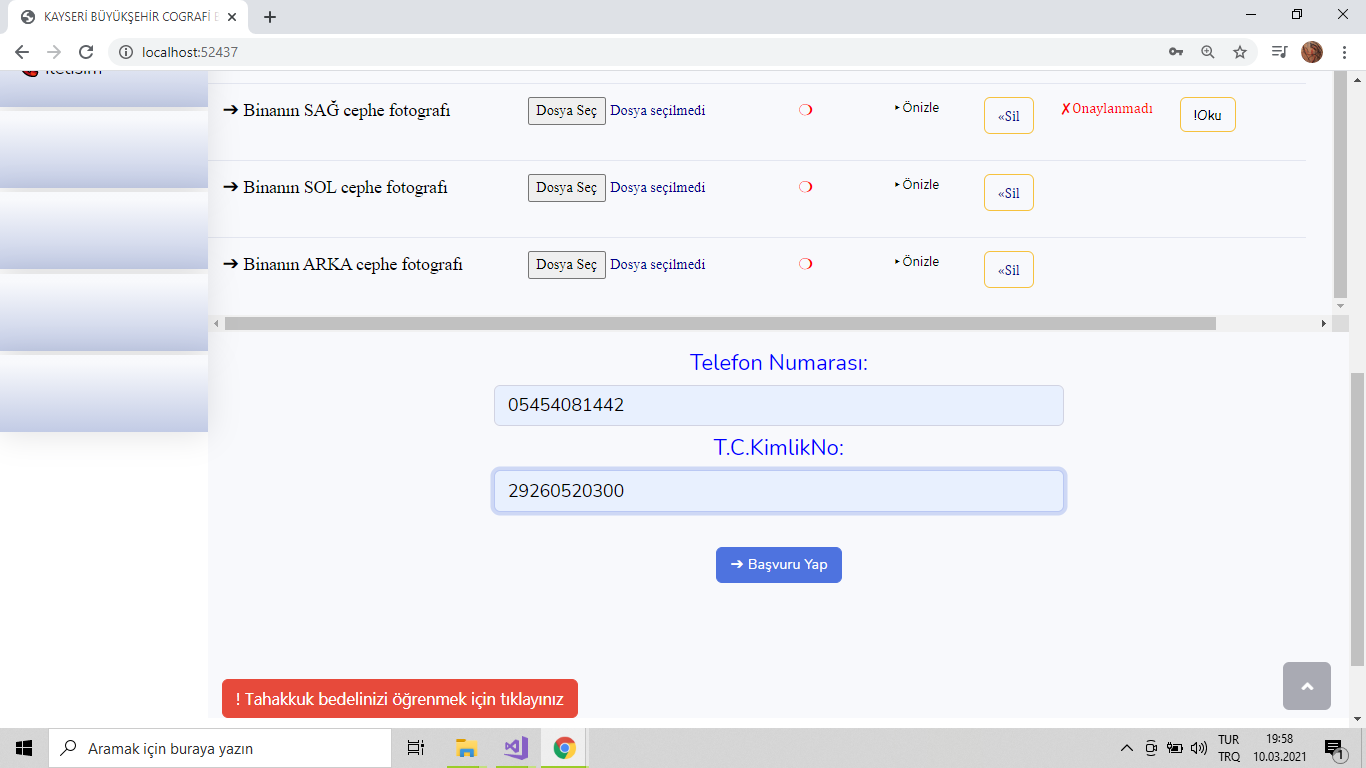 KAYSERİ BÜYÜKŞEHİR COGRAFİ
localhost:52437
İletisim
➔ Binanın SAĞ cephe fotografı Dosya Seç Dosya seçilmedi ❍ ‣ Önizle «Sil ✗Onaylanmadı !Oku
➔ Binanın SOL cephe fotografı Dosya Seç Dosya seçilmedi ❍ ‣ Önizle «Sil
➔ Binanın ARKA cephe fotografı Dosya Seç Dosya seçilmedi ❍ ‣ Önizle «Sil
Telefon Numarası:
05454081442
T.C.KimlikNo:
29260520300
➔ Başvuru Yap
! Tahakkuk bedelinizi öğrenmek için tıklayınız
Aramak için buraya yazın
TUR
TRQ
19:58
10.03.2021
1